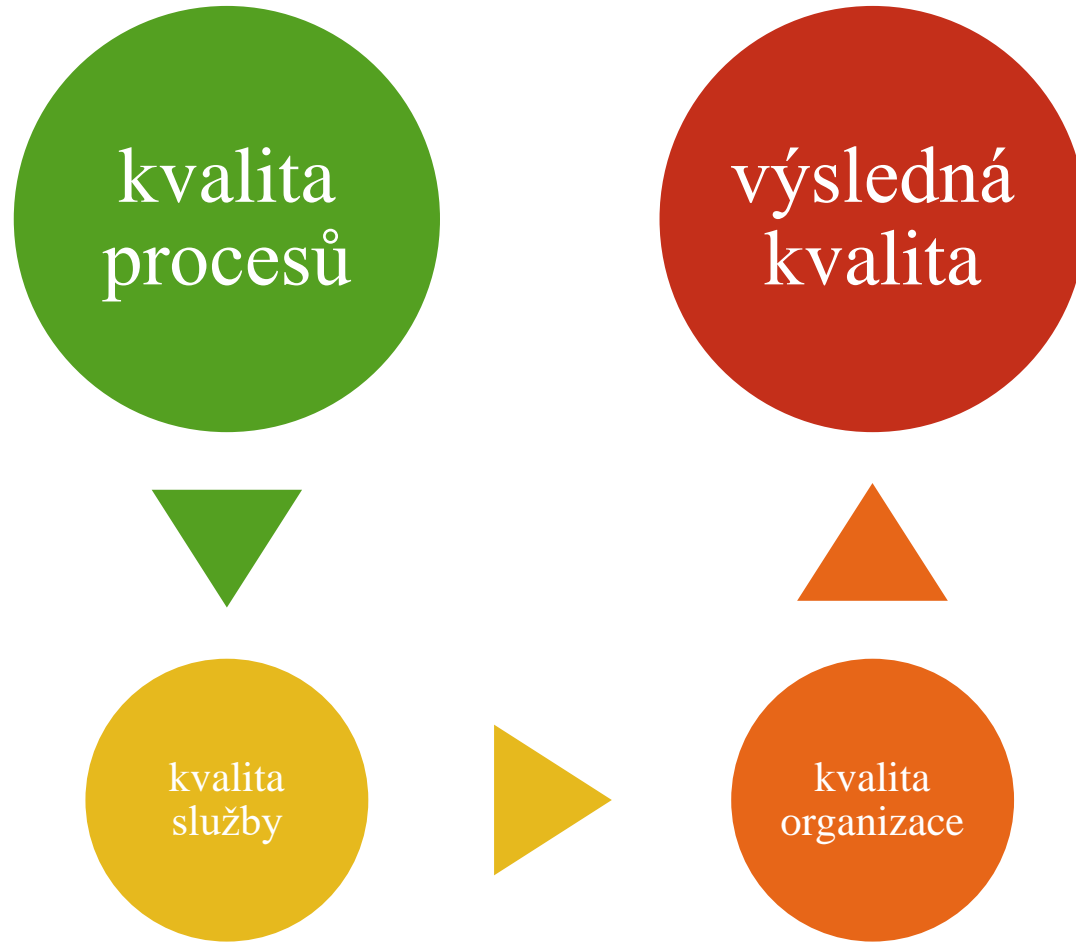 kvalita
procesů
výsledná
kvalita
kvalita
služby
kvalita
organizace